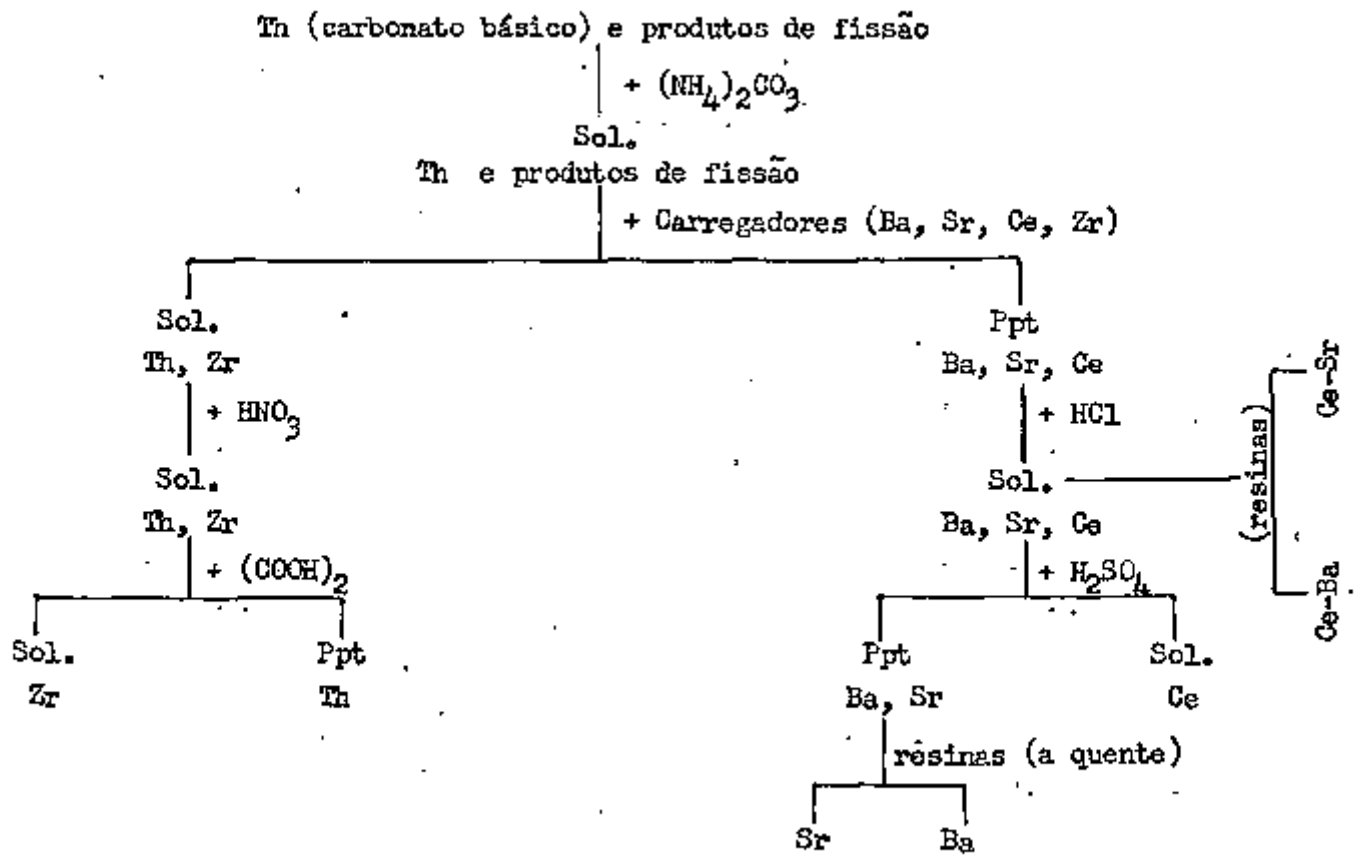 Th (carbonato básico) e produtos de fissão
+ (NH4)2CO3
Sol.
Th e produtos de fissão
+ Carregadores (Ba, Sr, Ce, Zr)
Sol.
Th, Zr
+ HNO3
Sol.
Th, Zr
+ (COOH)2
Sol.
Zr
Ppt
Th
Ppt
Ba, Sr, Ce
+ HCl
Sol.
Ba, Sr, Ce
+ H2SO4
(resinas)
Ce-Sr
Ce-Ba
Ppt
Ba, Sr
Sol.
Ce
résinas (a quente)
Sr
Ba